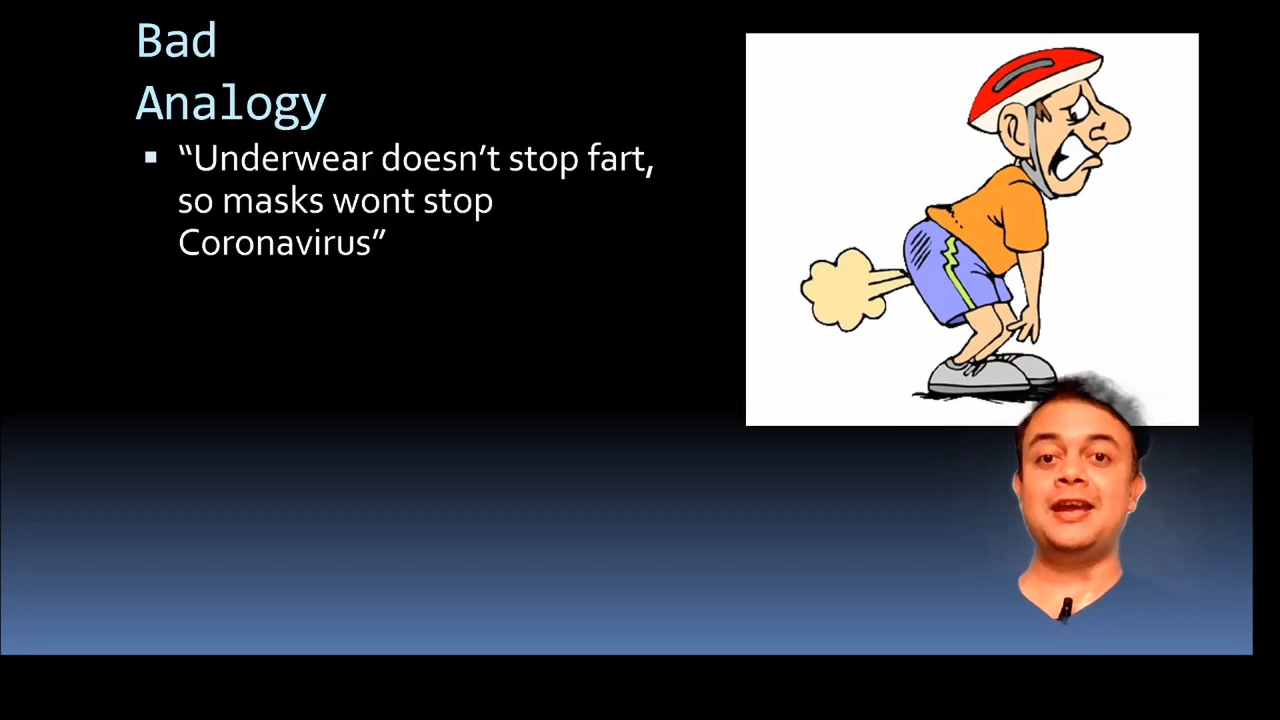 Bad
Analogy
▪ “Underwear doesn’t stop fart,
so masks wont stop
Coronavirus”